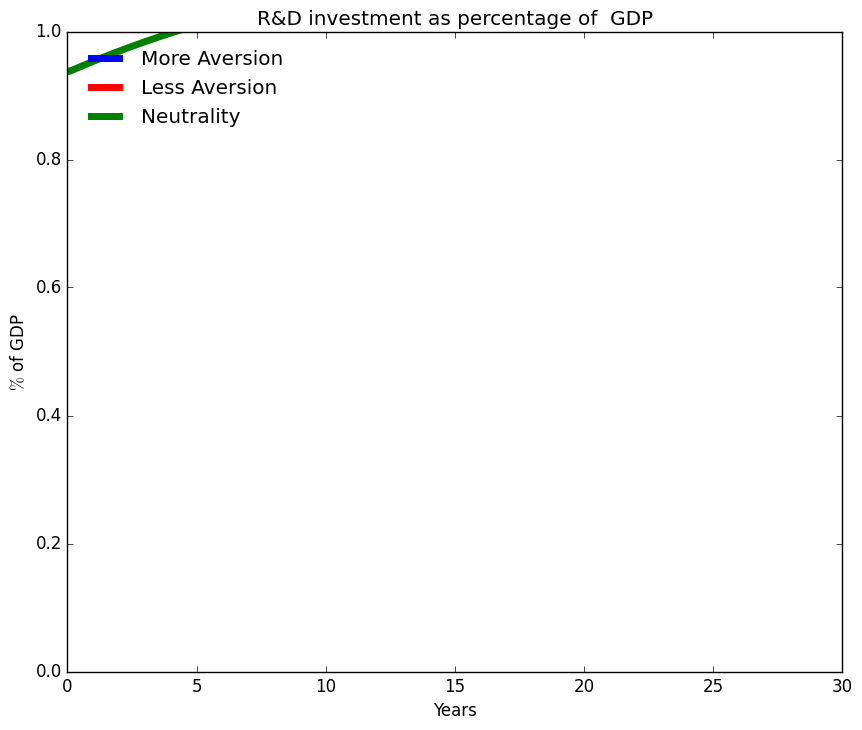 R&D investment as percentage of  GDP
1.0
0.8
0.6
0.4
0.2
0.0
% of GDP
More Aversion
Less Aversion
Neutrality
0 5 10 15 20 25 30
Years